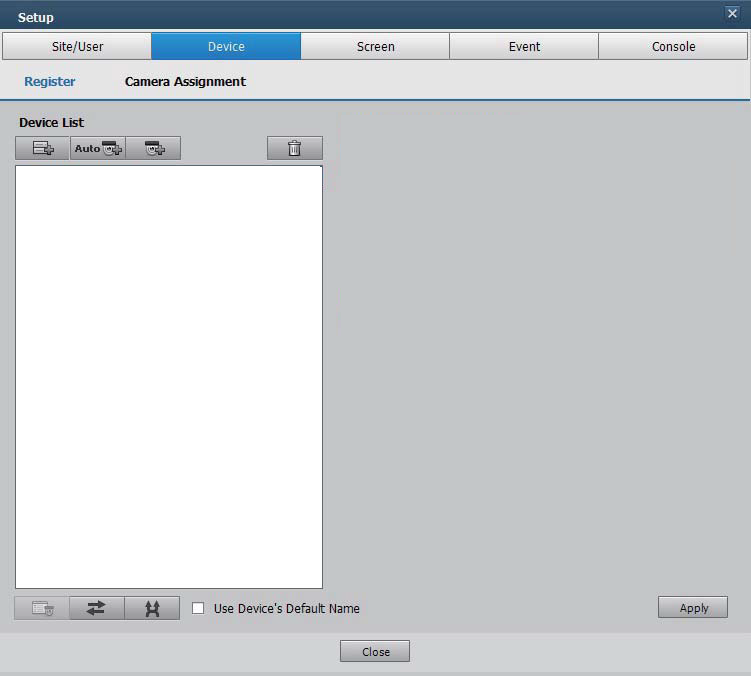 Setup
Site/User Device Screen Event Console
Register Camera Assignment
Device List
Auto
Use Device's Default Name
Apply
Close